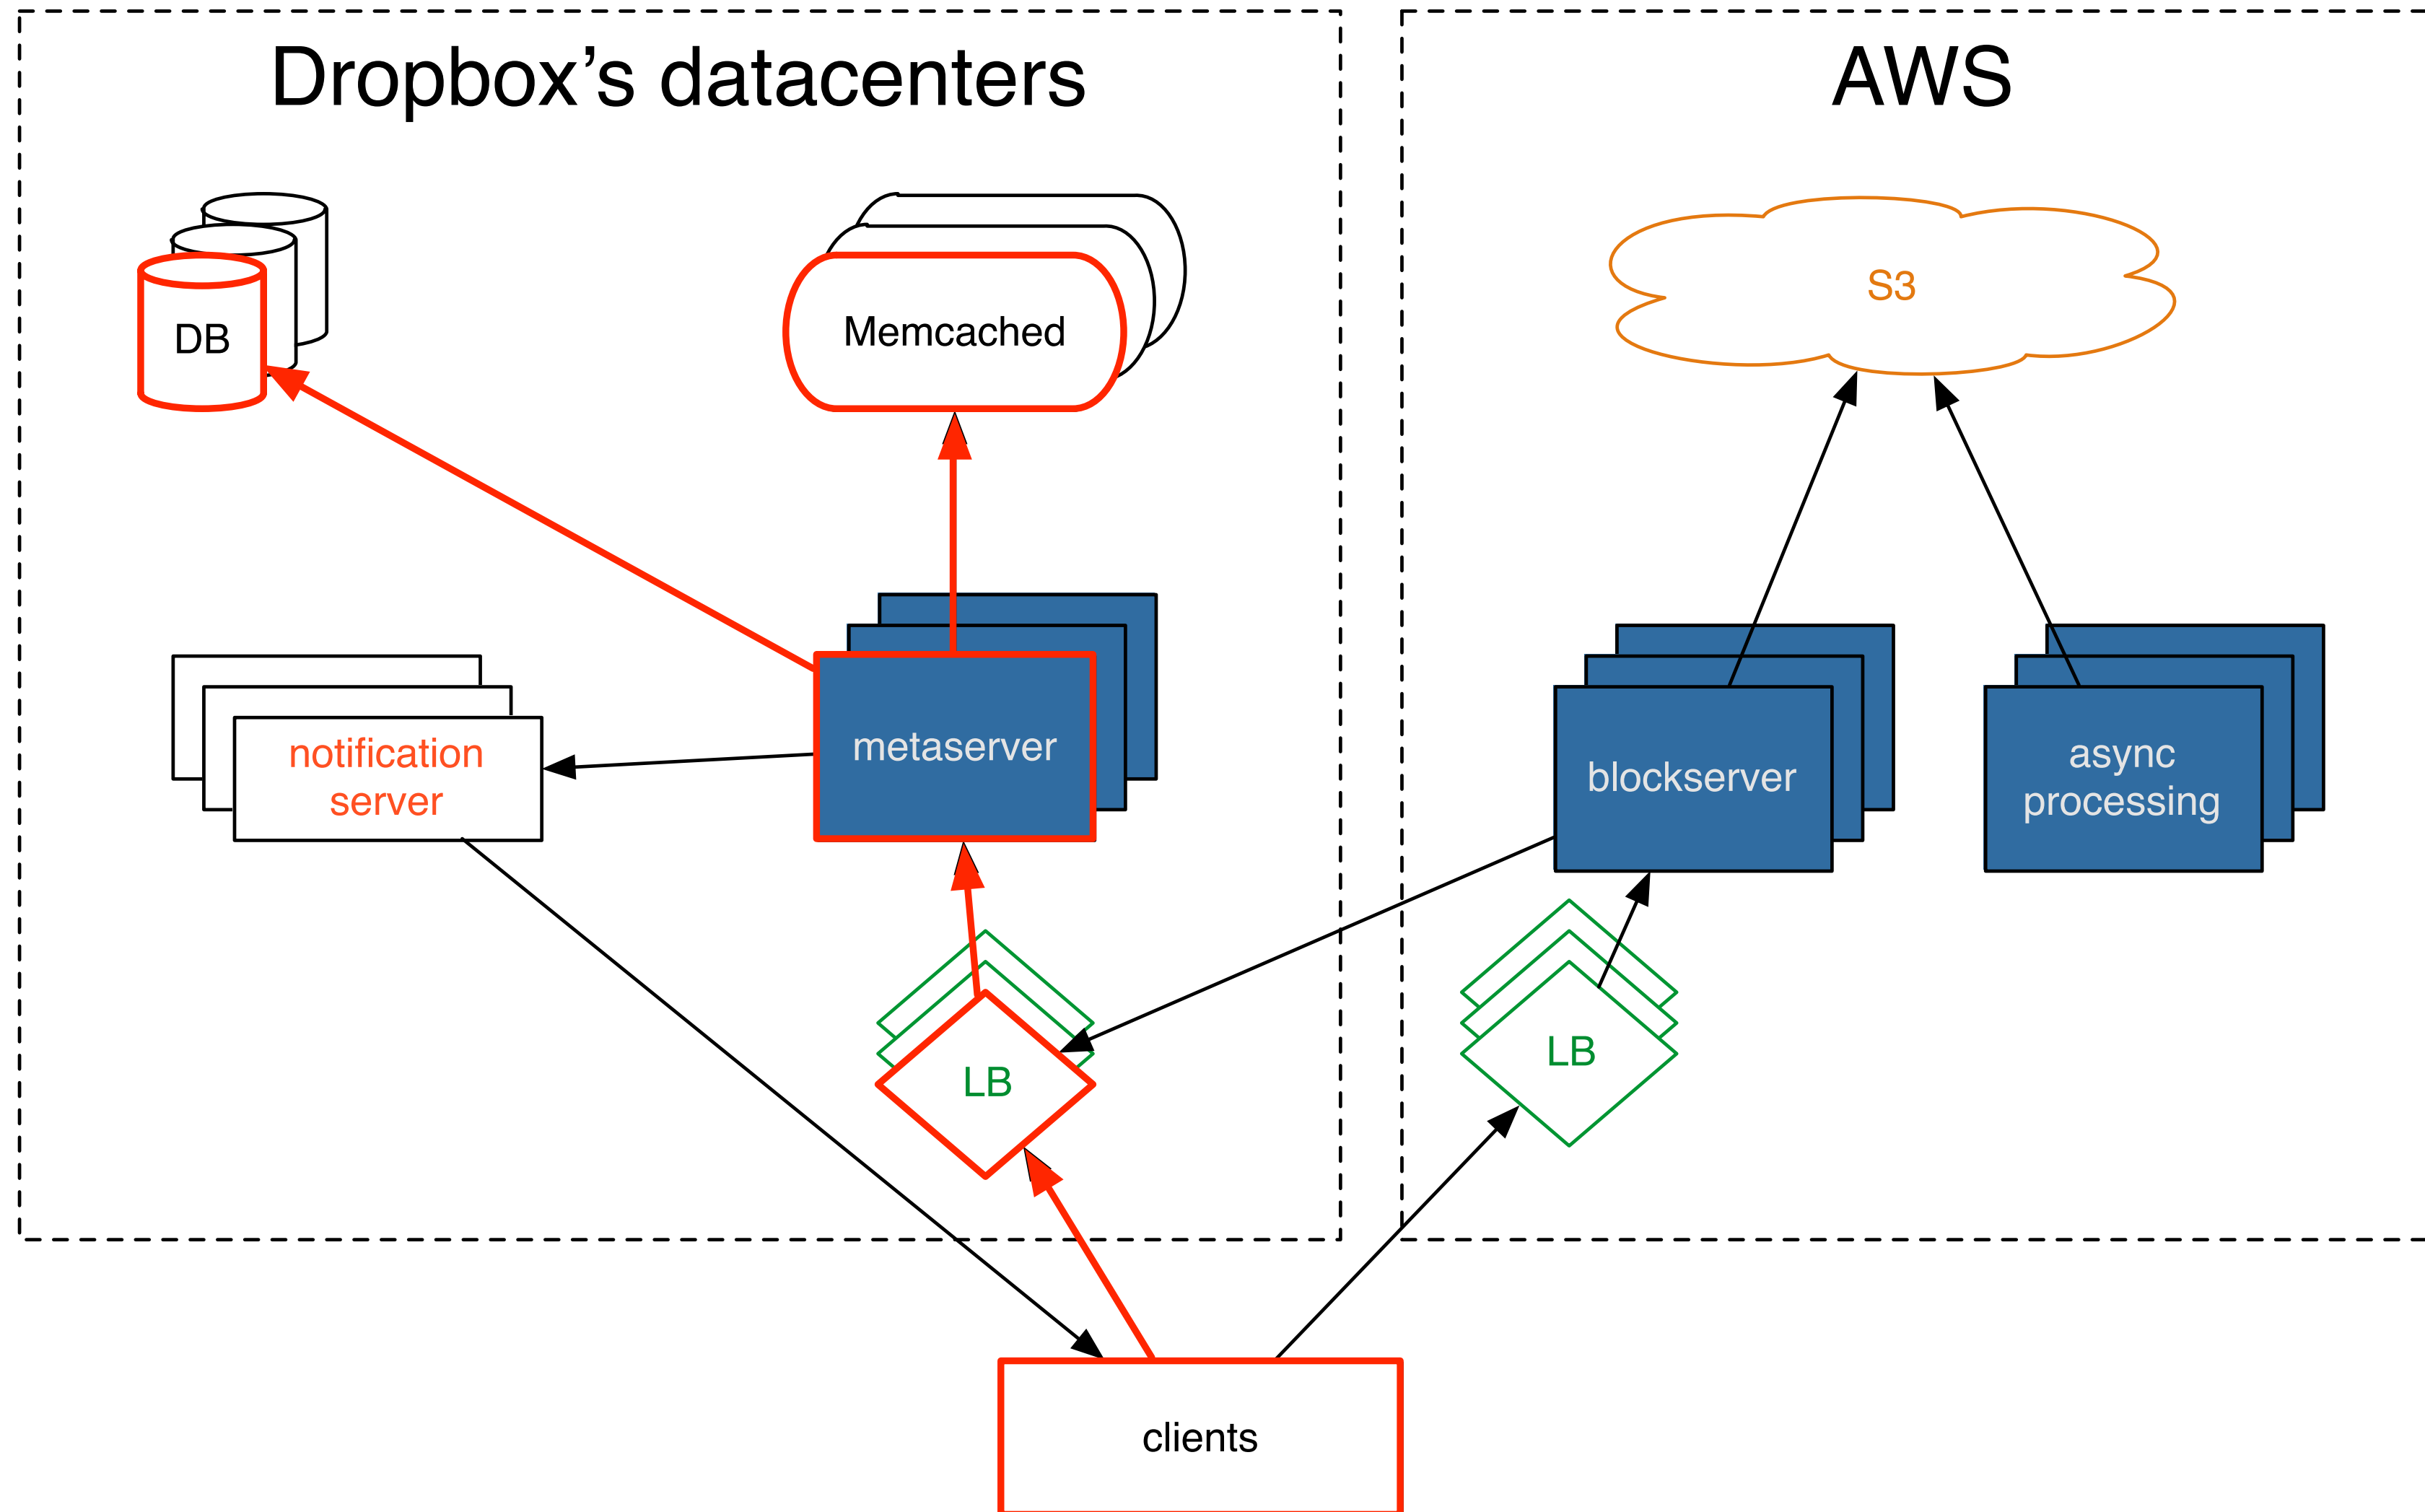 Dropbox’s datacenters
AWS
DB
Memcached
S3
notification
server
metaserver
blockserver
async
processing
LB
LB
clients